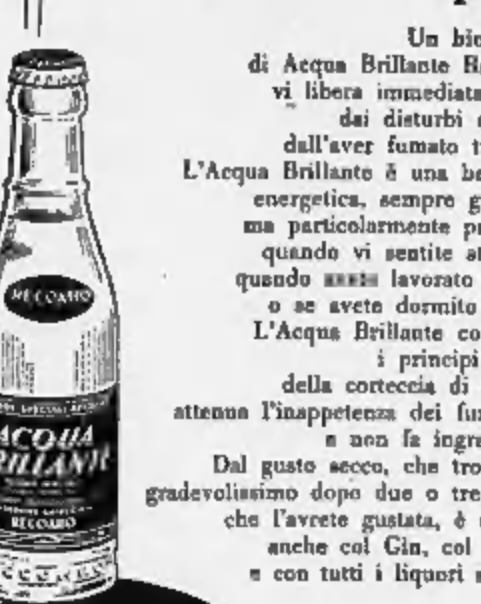 Un bic
di Acqua Brillante R
vi libera immediata
dai disturbi
dall'aver fumato t
L'Acqua Brillante è una be
energetica, sempre g
ma particolarmente pr
quando vi sentite
quando lavorato
o se avete dormito
L'Acqua Brillante co
i principi
della corteccia di
attenua l'inappetenza dei fu
e non fa ingre
Dal gusto secco, che tro
gradevolissimo dopo due o tre
che l'avrete gustata, è
anche col Gin, col
e con tutti i liquori
RECOARO
ACQUA
BRILLANTE
RECOARO